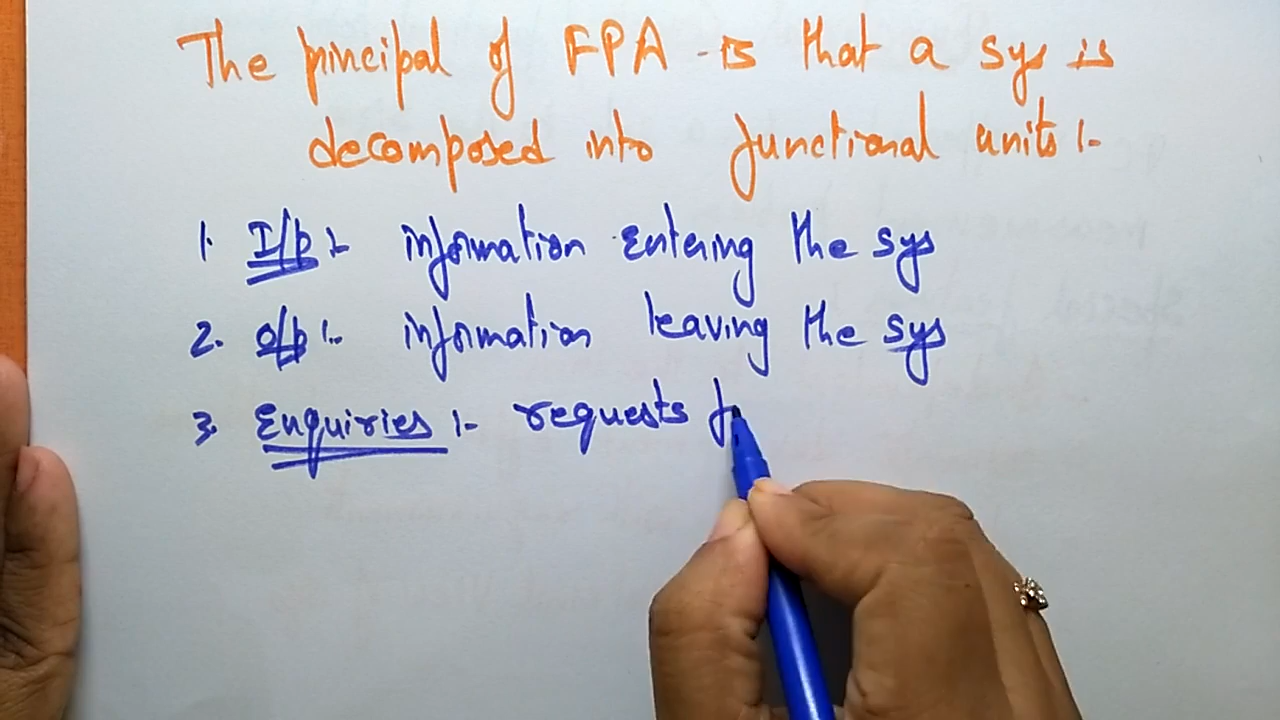 The principal of FPA is that a sys is
decomposed into functional units :-
1. I/p :- information entering the sys
2. o/p :- information leaving the sys
3. Enquiries :- requests f